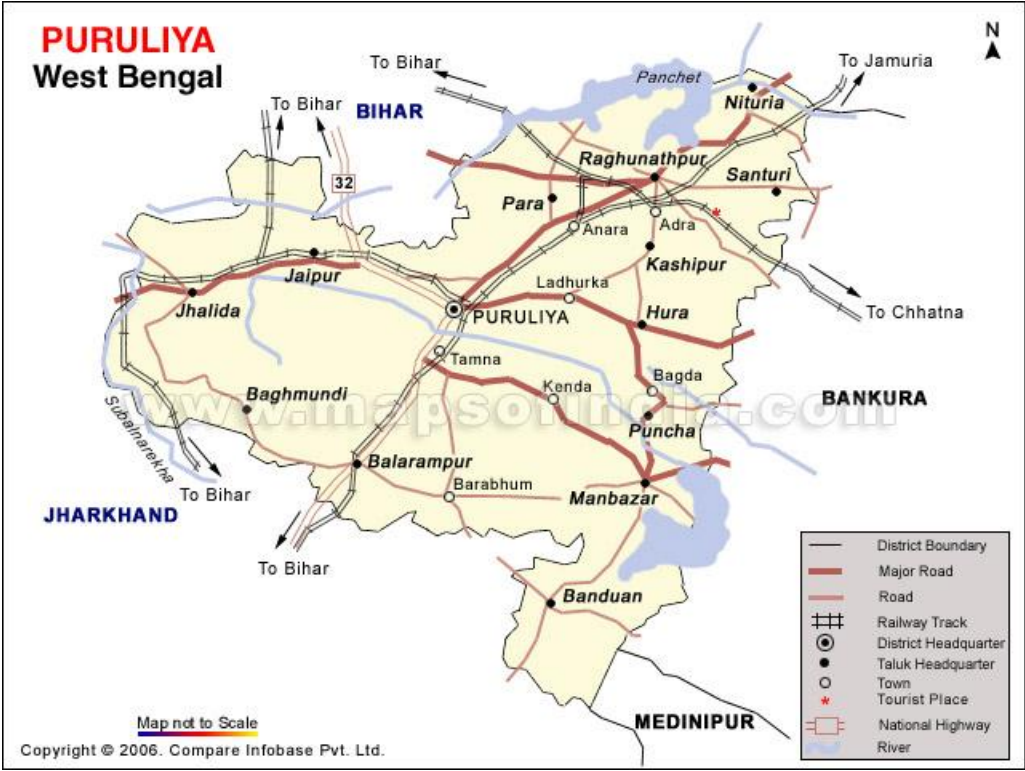 PURULIYA
West Bengal
N
To Bihar
Panchet
To Jamuria
To Bihar
BIHAR
Nituria
Raghunathpur
32
Santuri
Para
Anara
Adra
Kashipur
Jaipur
Ladhurka
Jhalida
PURULIYA
Hura
To Chhatna
Tamna
Bagda
Kenda
Baghmundi
BANKURA
www.mapsofindia.com
Puncha
Subalnarekha
Balarampur
Barabhum
Manbazar
To Bihar
JHARKHAND
To Bihar
Banduan
MEDINIPUR
District Boundary
Major Road
Road
Railway Track
District Headquarter
Taluk Headquarter
Town
Tourist Place
National Highway
River
Map not to Scale
Copyright © 2006. Compare Infobase Pvt. Ltd.